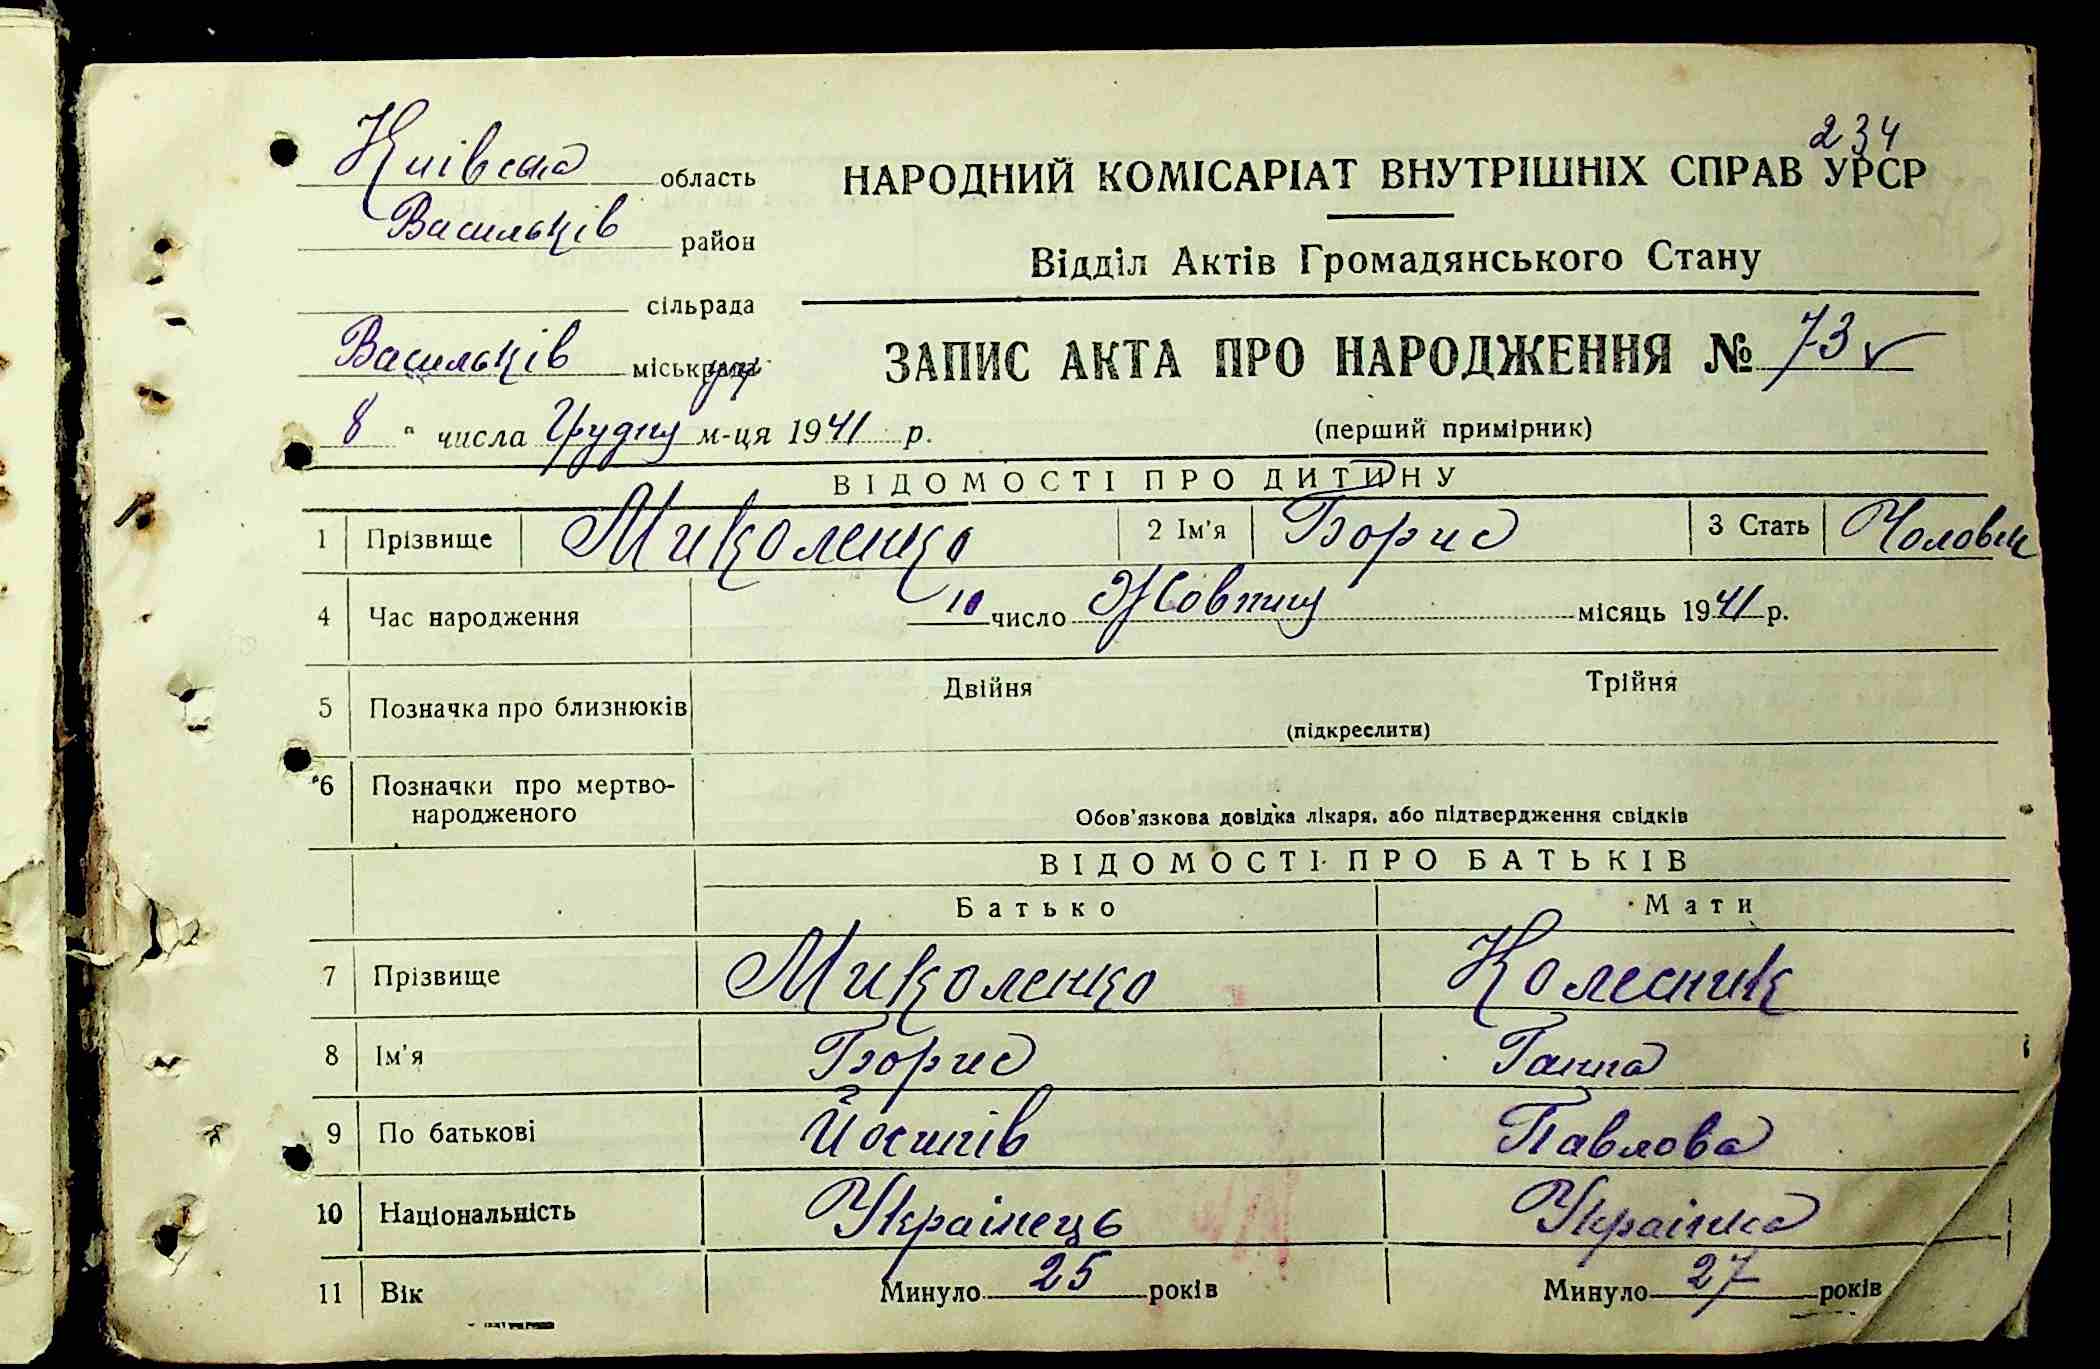 234
Київська область
НАРОДНИЙ КОМІСАРІАТ ВНУТРІШНІХ СПРАВ УРСР
Васильків район
Відділ Актів Громадянського Стану
сільрада
Васильків міськ
ЗАПИС АКТА ПРО НАРОДЖЕННЯ № 73
8 " числа Грудня м-ця 1941 р.
(перший примірник)
ВІДОМОСТІ ПРО ДИТИНУ
1 Прізвище Миколенко 2 Ім'я Борис 3 Стать Чоловік
4 Час народження 10 число Жовтня місяць 1941 р.
5 Позначка про близнюків Двійня Трійня
(підкреслити)
6 Позначки про мертво-
народженого
Обов'язкова довідка лікаря, або підтвердження свідків
ВІДОМОСТІ ПРО БАТЬКІВ
Батько Мати
7 Прізвище Миколенко Колесник
8 Ім'я Борис Ганна
9 По батькові Йосипів Павлова
10 Національність Українець Українка
11 Вік Минуло 25 років Минуло 27 років